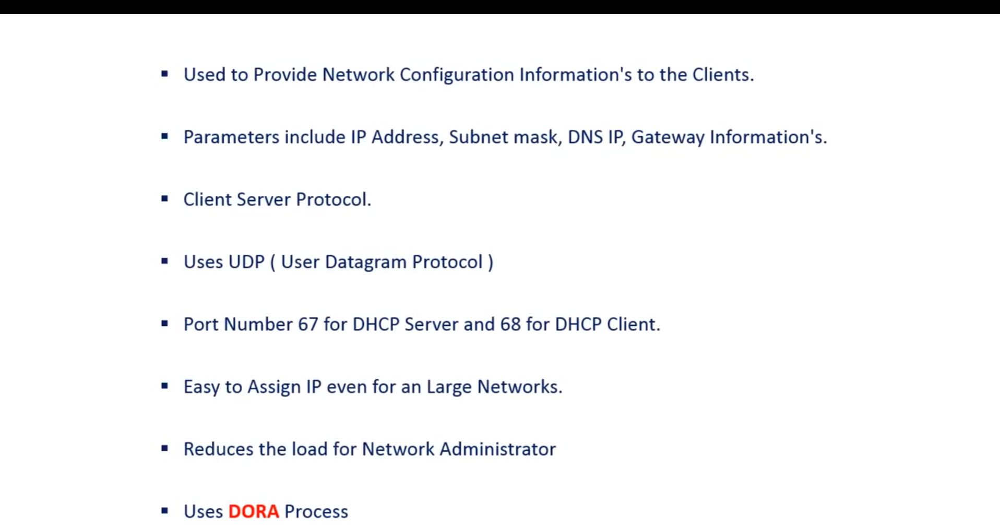 ▪ Used to Provide Network Configuration Information's to the Clients.
▪ Parameters include IP Address, Subnet mask, DNS IP, Gateway Information's.
▪ Client Server Protocol.
▪ Uses UDP ( User Datagram Protocol )
▪ Port Number 67 for DHCP Server and 68 for DHCP Client.
▪ Easy to Assign IP even for an Large Networks.
▪ Reduces the load for Network Administrator
▪ Uses DORA Process